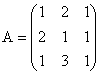 A = ( 1 2 1
2 1 1
1 3 1 )